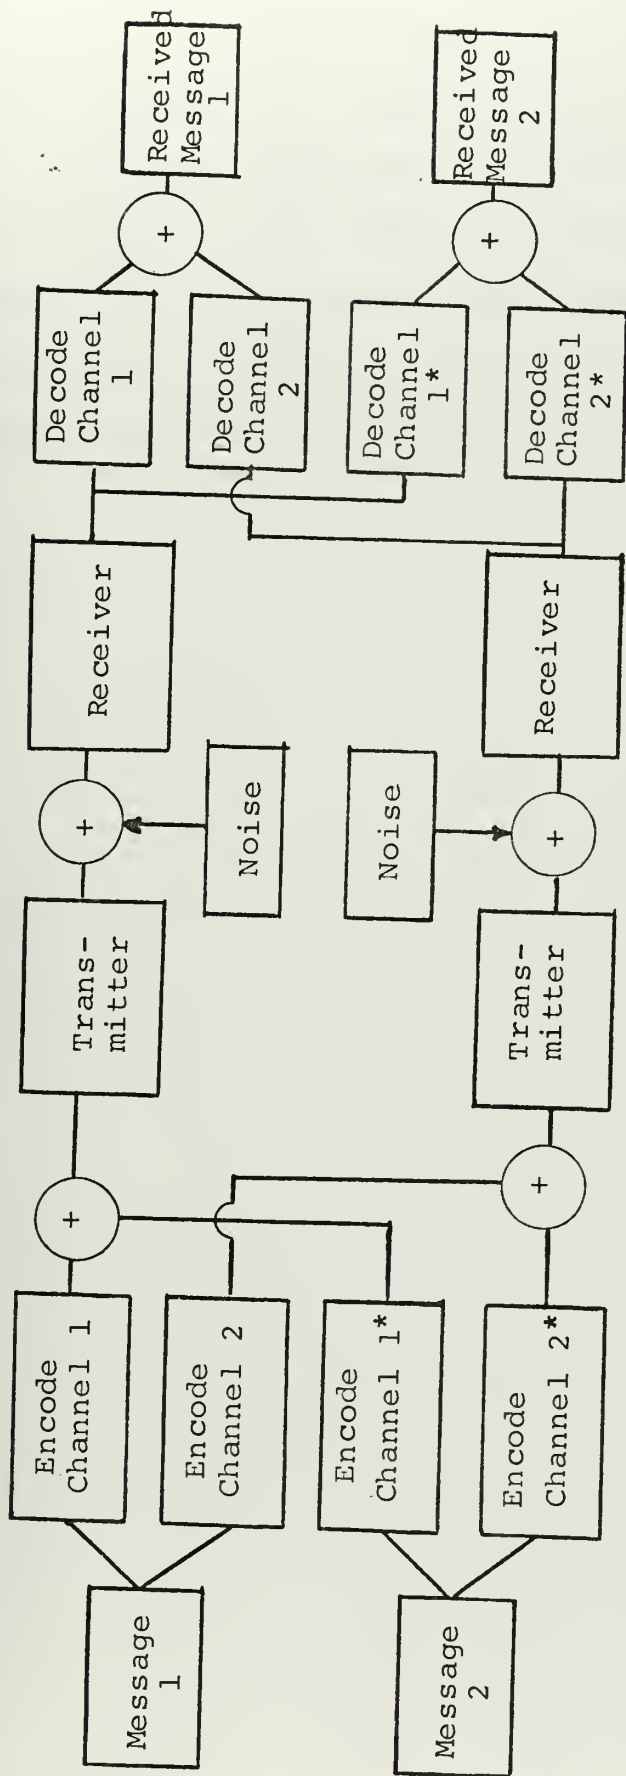 Message
1
Message
2
Encode
Channel 1
Encode
Channel 2
Encode
Channel 1*
Encode
Channel 2*
+
+
Trans-
mitter
Trans-
mitter
+
+
Noise
Noise
Receiver
Receiver
Decode
Channel
1
Decode
Channel
2
Decode
Channel
1*
Decode
Channel
2*
+
+
Received
Message
1
Received
Message
2